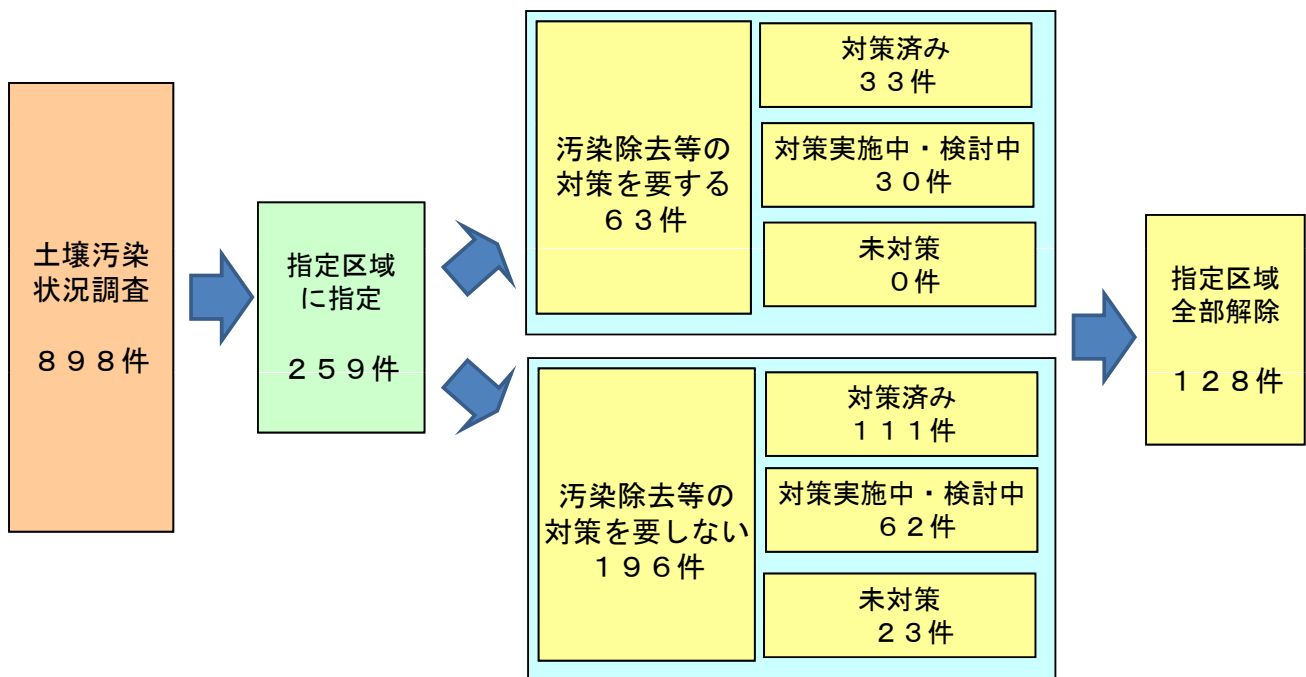 土壌汚染
状況調査
８９８件
指定区域
に指定
２５９件
汚染除去等の
対策を要する
６３件
対策済み
３３件
対策実施中・検討中
３０件
未対策
０件
汚染除去等の
対策を要しない
１９６件
対策済み
１１１件
対策実施中・検討中
６２件
未対策
２３件
指定区域
全部解除
１２８件